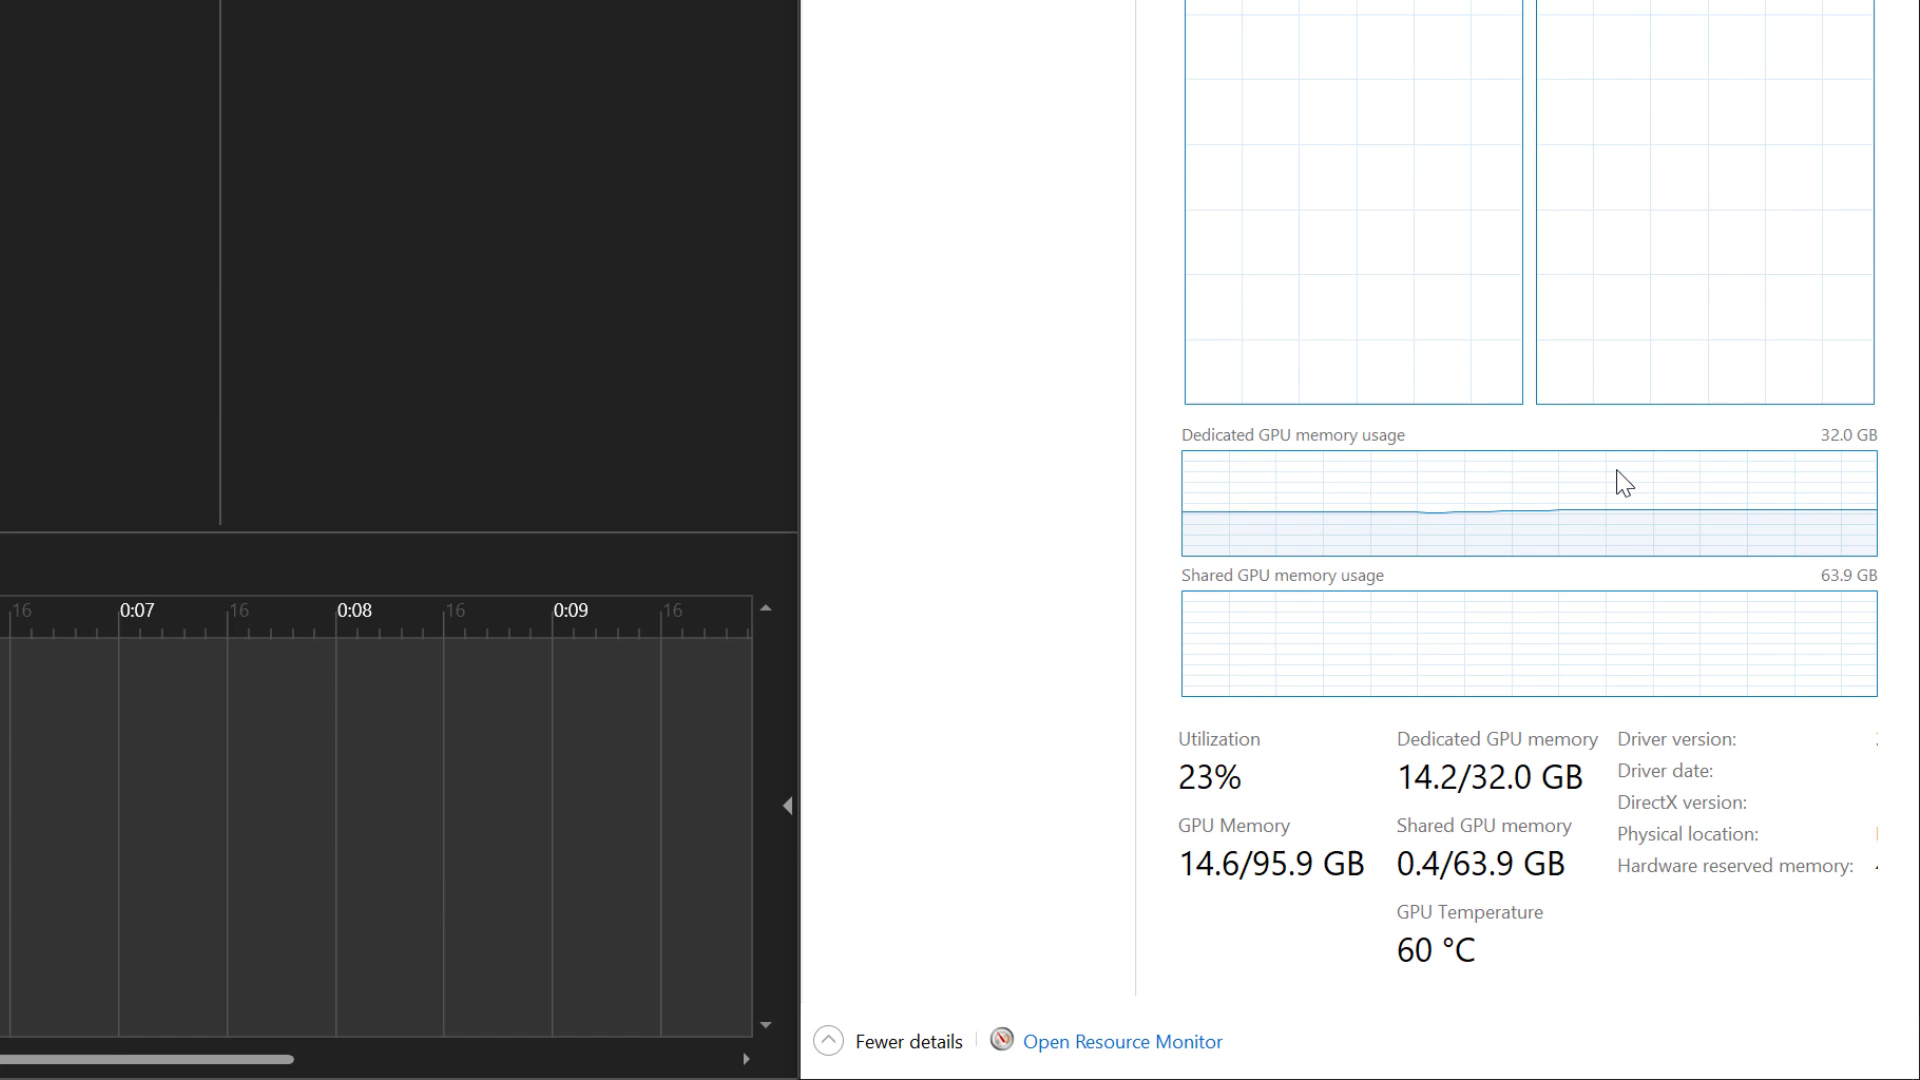 16 0:07 16 0:08 16 0:09 16
Dedicated GPU memory usage 32.0 GB
Shared GPU memory usage 63.9 GB
Utilization
23%
GPU Memory
14.6/95.9 GB
Dedicated GPU memory
14.2/32.0 GB
Shared GPU memory
0.4/63.9 GB
GPU Temperature
60 °C
Driver version:
Driver date:
DirectX version:
Physical location:
Hardware reserved memory:
Fewer details
Open Resource Monitor